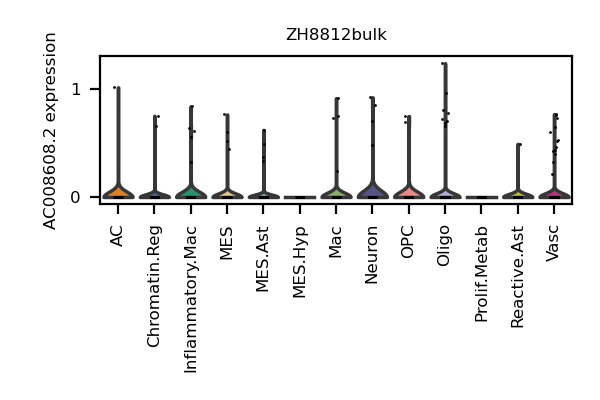 ZH8812bulk
AC008608.2 expression
1
0
AC
Chromatin.Reg
Inflammatory.Mac
MES
MES.Ast
MES.Hyp
Mac
Neuron
OPC
Oligo
Prolif.Metab
Reactive.Ast
Vasc